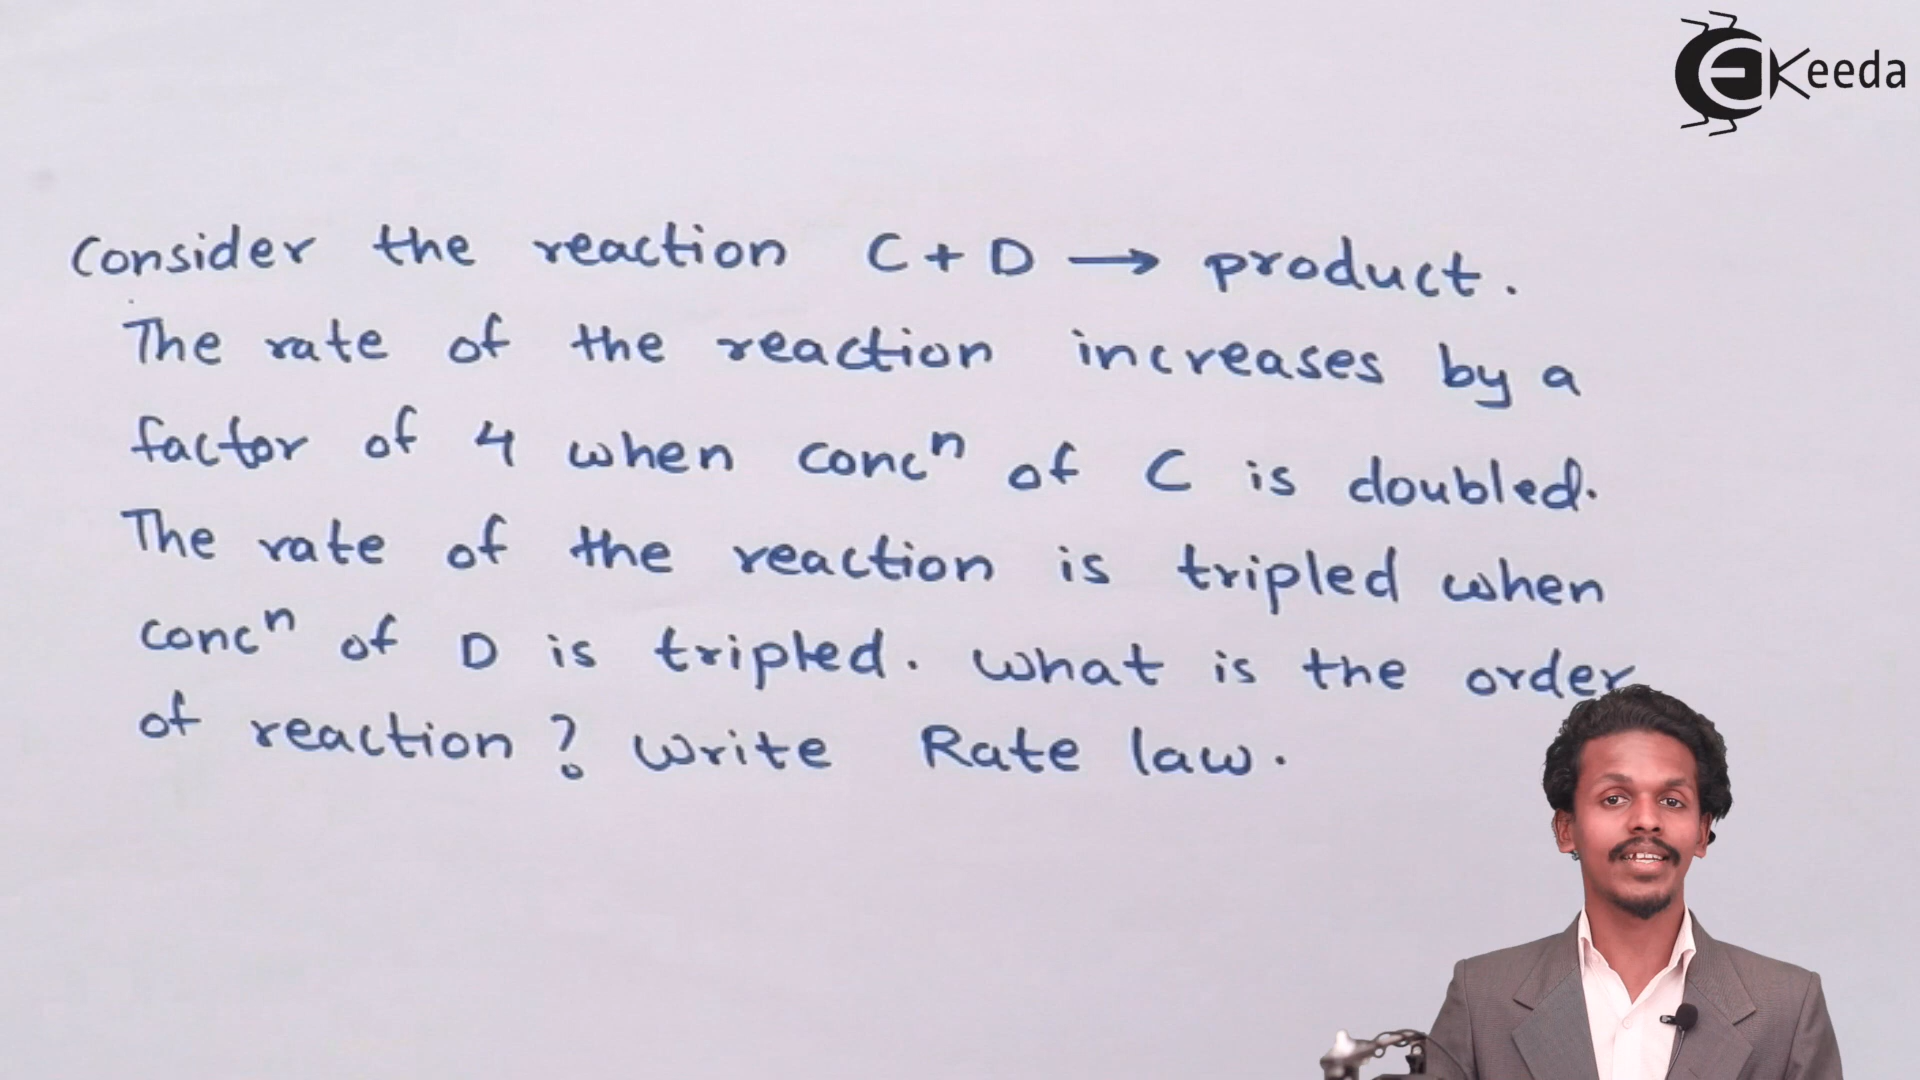 EKeeda
Consider the reaction C + D → product.
The rate of the reaction increases by a
factor of 4 when concⁿ of C is doubled.
The rate of the reaction is tripled when
concⁿ of D is tripled. What is the order
of reaction? Write Rate law.